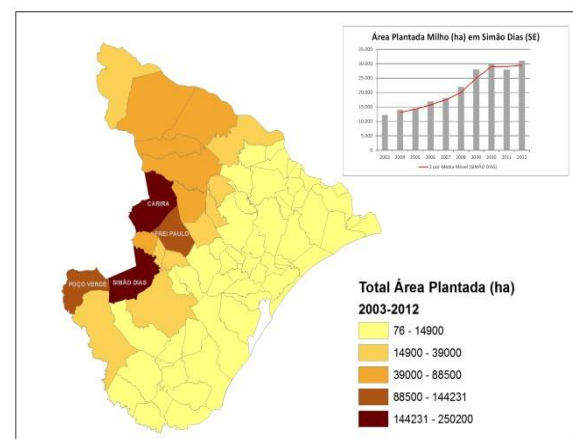 Área Plantada Milho (ha) em Simão Dias (SE)
35.000
30.000
25.000
20.000
15.000
10.000
5.000
0
2003 2004 2005 2006 2007 2008 2009 2010 2011 2012
2 por Média Móvel (SIMÃO DIAS)
CARIRA
FREI PAULO
POÇO VERDE
SIMÃO DIAS
Total Área Plantada (ha)
2003-2012
76 - 14900
14900 - 39000
39000 - 88500
88500 - 144231
144231 - 250200